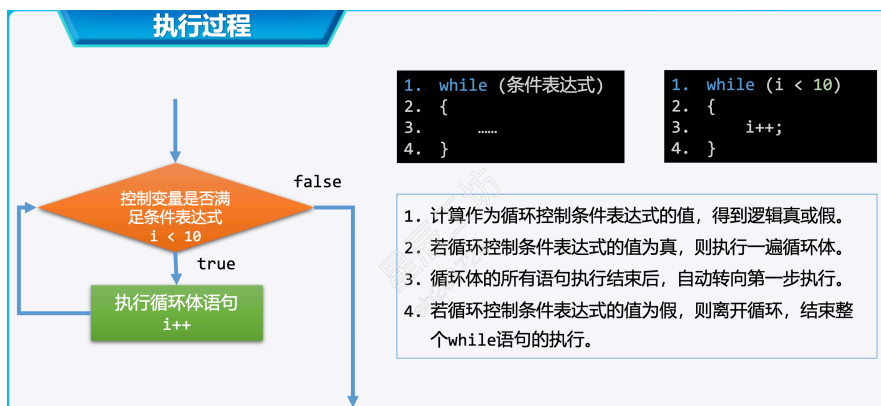 执行过程
1. while (条件表达式)
2. {
3. ……
4. }
1. while (i < 10)
2. {
3. i++;
4. }
控制变量是否满
足条件表达式
i < 10
false
true
执行循环体语句
i++
1. 计算作为循环控制条件表达式的值，得到逻辑真或假。
2. 若循环控制条件表达式的值为真，则执行一遍循环体。
3. 循环体的所有语句执行结束后，自动转向第一步执行。
4. 若循环控制条件表达式的值为假，则离开循环，结束整
个while语句的执行。